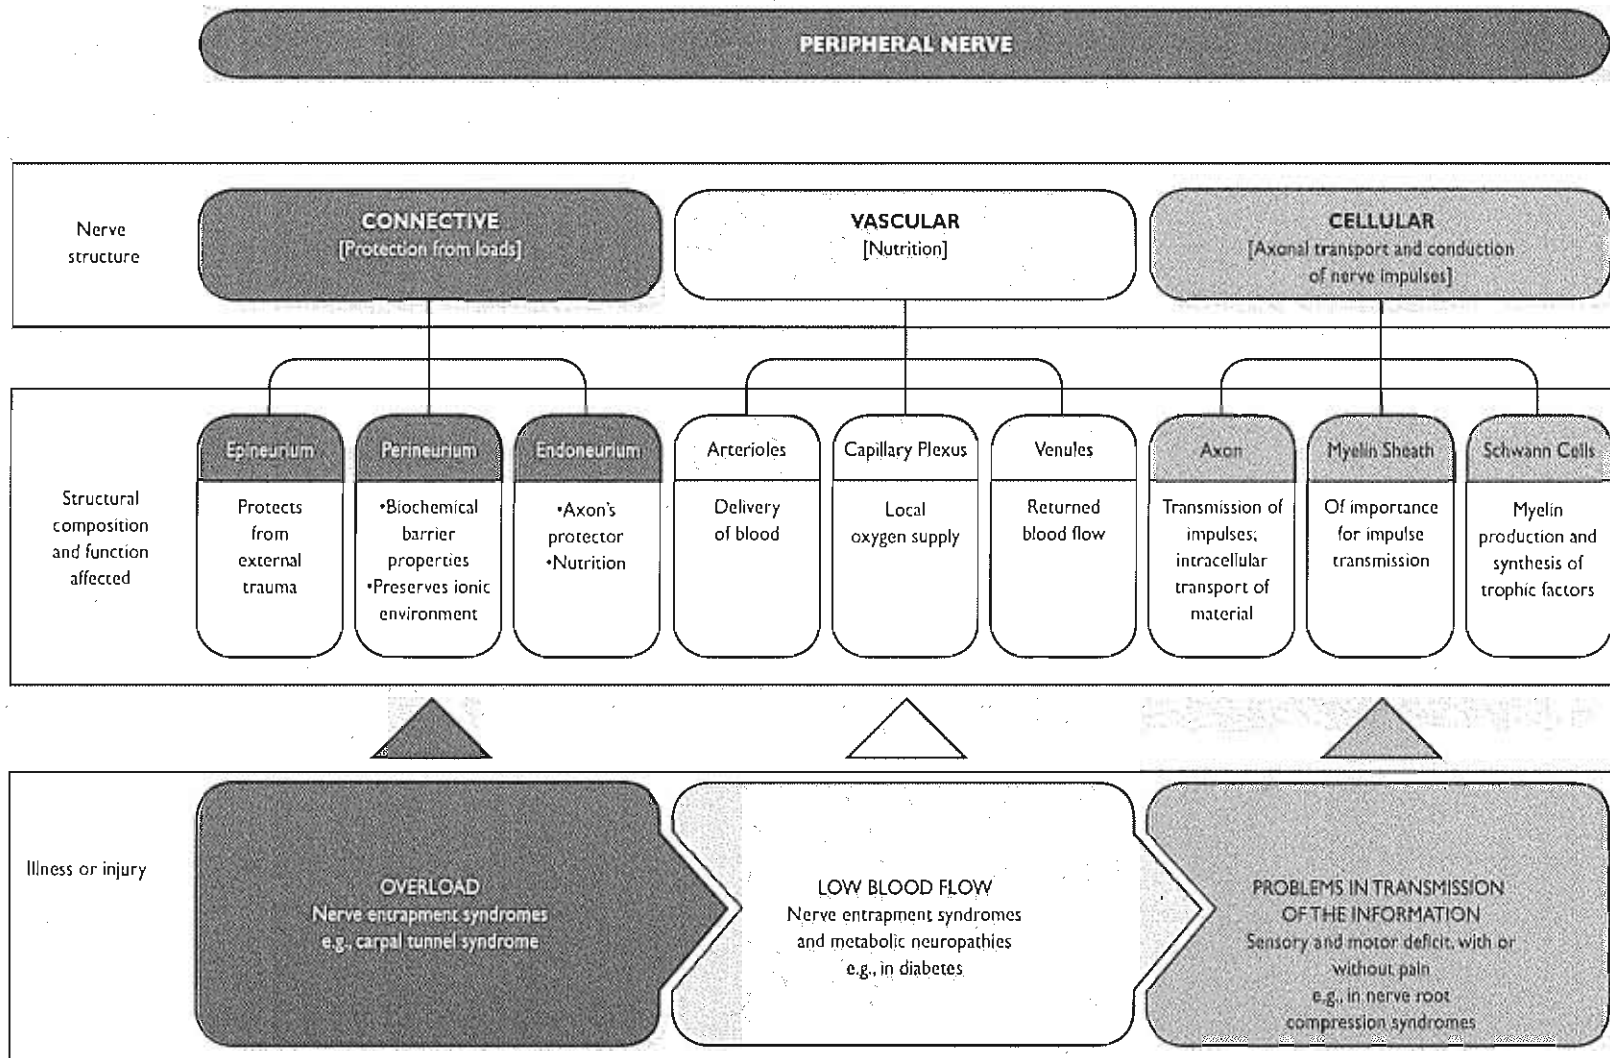 PERIPHERAL NERVE
Nerve
structure
CONNECTIVE
[Protection from loads]
VASCULAR
[Nutrition]
CELLULAR
[Axonal transport and conduction
of nerve impulses]
Structural
composition
and function
affected
Epineurium
Protects
from
external
trauma
Perineurium
•Biochemical
barrier
properties
•Preserves ionic
environment
Endoneurium
•Axon's
protector
•Nutrition
Arterioles
Delivery
of blood
Capillary Plexus
Local
oxygen supply
Venules
Returned
blood flow
Axon
Transmission of
impulses;
intracellular
transport of
material
Myelin Sheath
Of importance
for impulse
transmission
Schwann Cells
Myelin
production and
synthesis of
trophic factors
Illness or injury
OVERLOAD
Nerve entrapment syndromes
e.g., carpal tunnel syndrome
LOW BLOOD FLOW
Nerve entrapment syndromes
and metabolic neuropathies
e.g., in diabetes
PROBLEMS IN TRANSMISSION
OF THE INFORMATION
Sensory and motor deficit, with or
without pain
e.g., in nerve root
compression syndromes